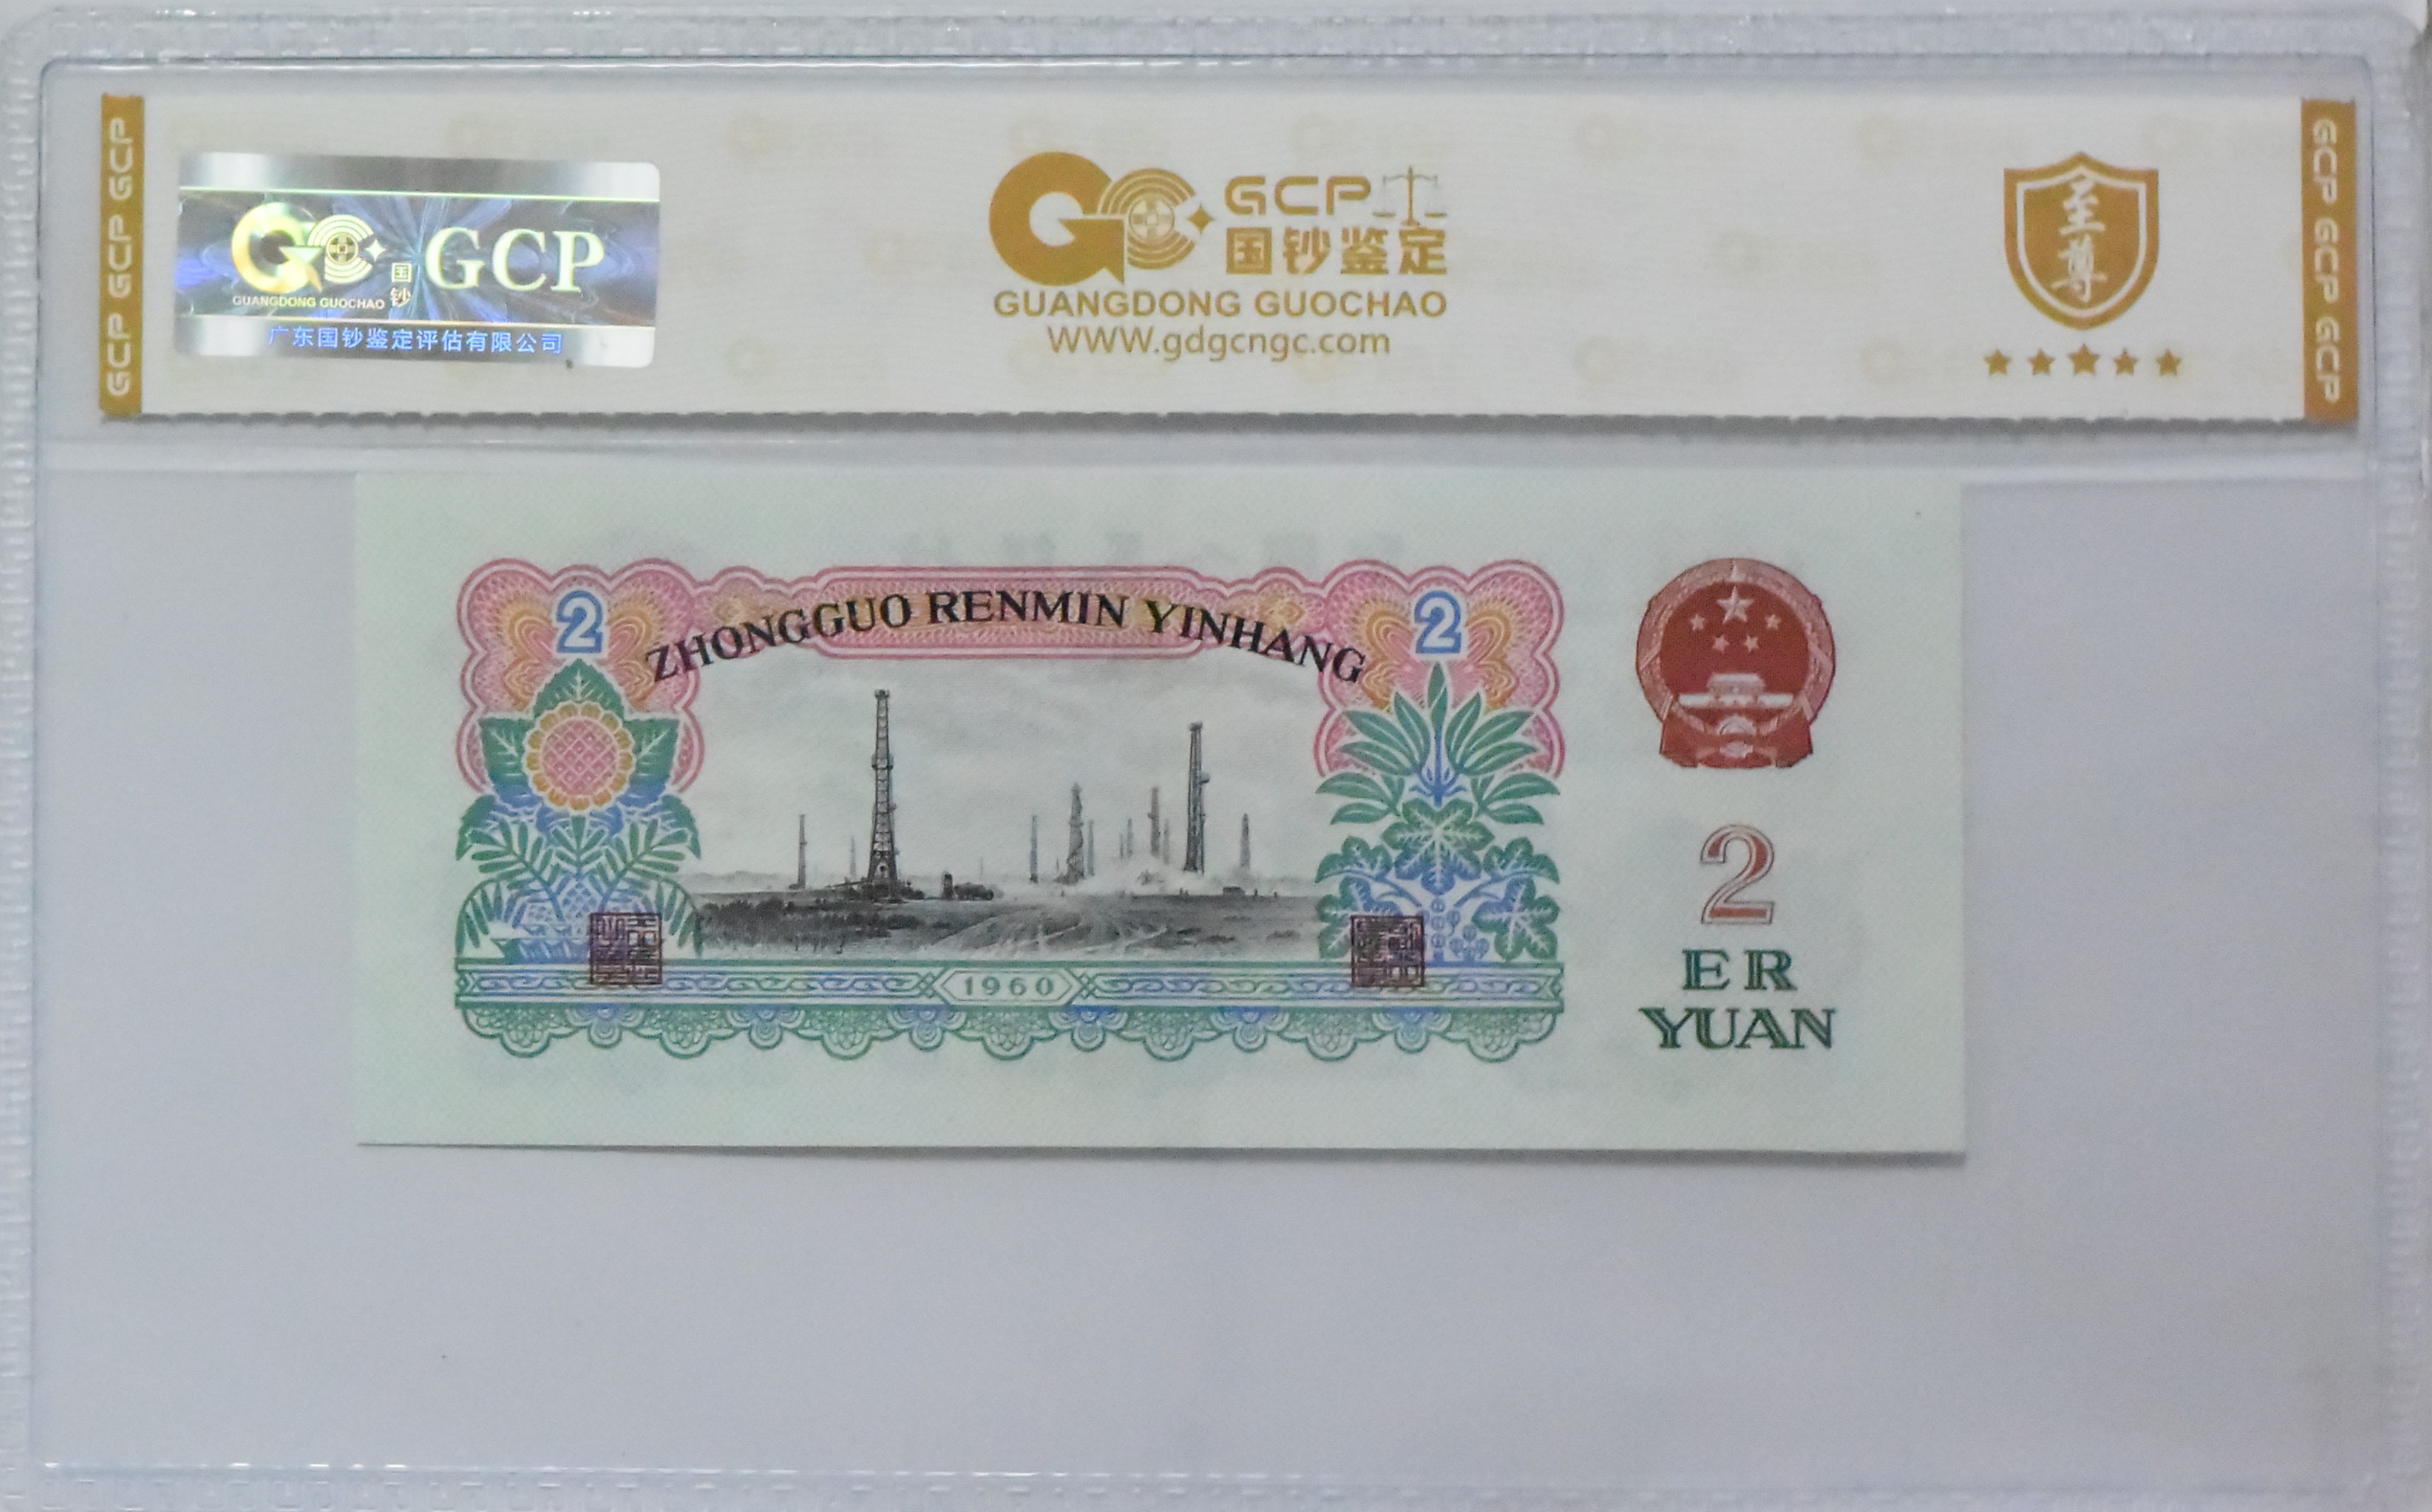 GCP GCP GCP
GUANGDONG GUOCHAO
国钞
GCP
广东国钞鉴定评估有限公司
GCP
国钞鉴定
GUANGDONG GUOCHAO
WWW.gdgcngc.com
至尊
GCP GCP GCP
ZHONGGUO RENMIN YINHANG
2
2
1960
2
ER
YUAN